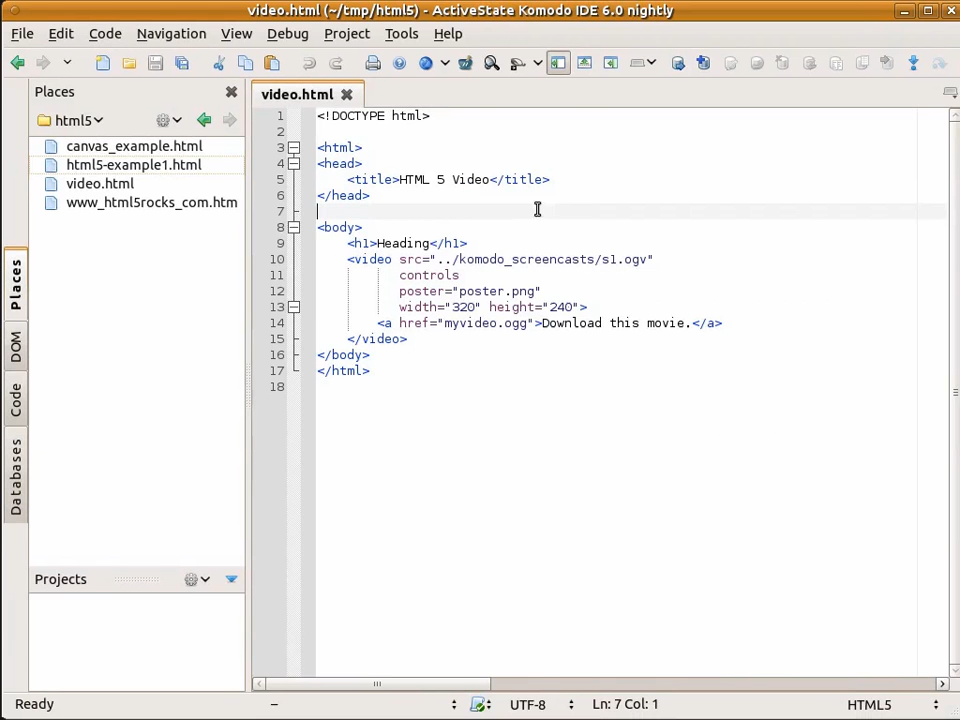 video.html (~/tmp/html5) - ActiveState Komodo IDE 6.0 nightly
File Edit Code Navigation View Debug Project Tools Help
Places
html5
canvas_example.html
html5-example1.html
video.html
www_html5rocks_com.htm
Places
DOM
Code
Databases
Projects
video.html
1 <!DOCTYPE html>
2
3 <html>
4 <head>
5 <title>HTML 5 Video</title>
6 </head>
7
8 <body>
9 <h1>Heading</h1>
10 <video src="../komodo_screencasts/s1.ogv"
11 controls
12 poster="poster.png"
13 width="320" height="240">
14 <a href="myvideo.ogg">Download this movie.</a>
15 </video>
16 </body>
17 </html>
18
Ready – UTF-8 Ln: 7 Col: 1 HTML5